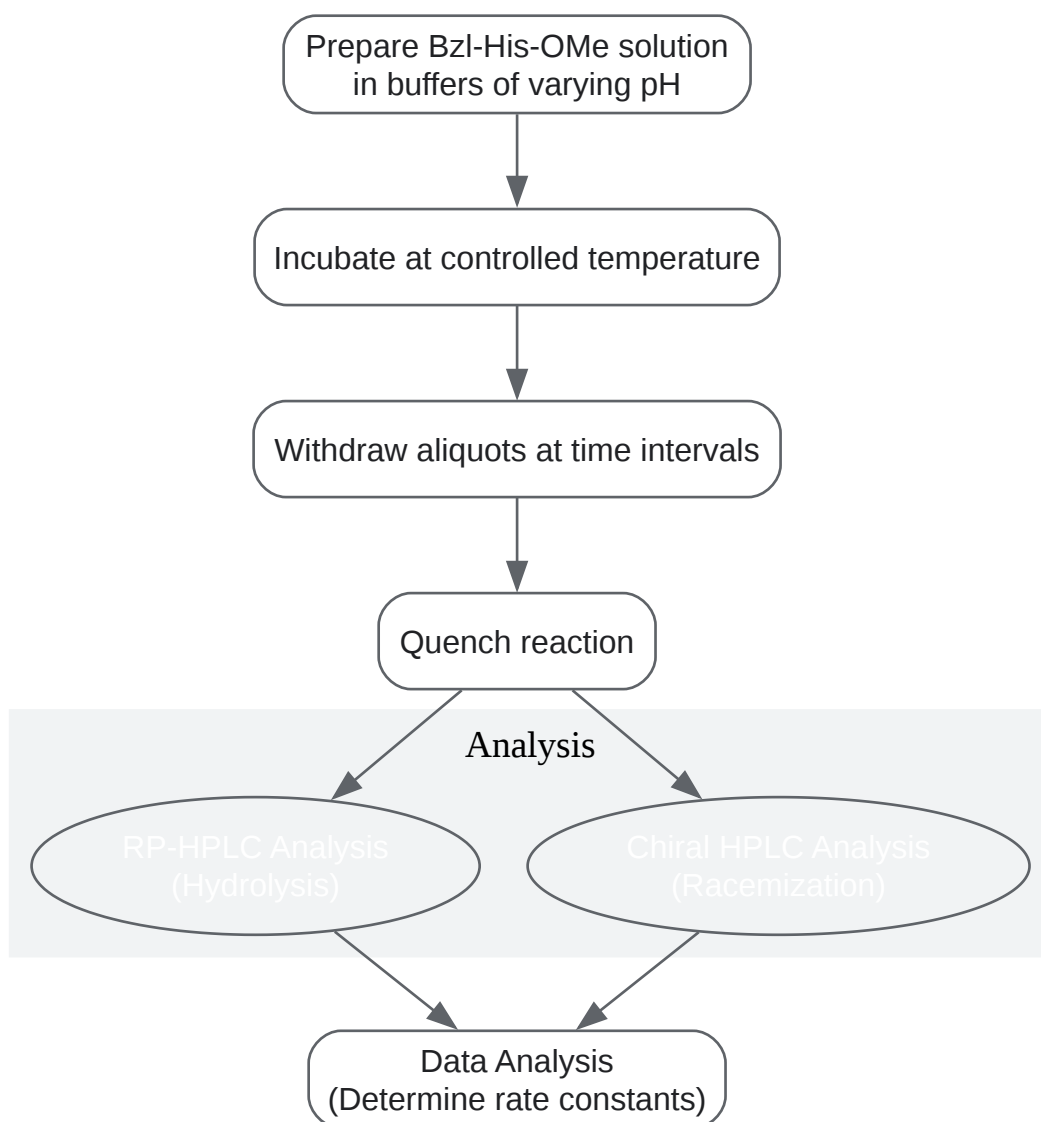 Prepare Bzl-His-OMe solution
in buffers of varying pH
Incubate at controlled temperature
Withdraw aliquots at time intervals
Quench reaction
Analysis
RP-HPLC Analysis
(Hydrolysis)
Chiral HPLC Analysis
(Racemization)
Data Analysis
(Determine rate constants)